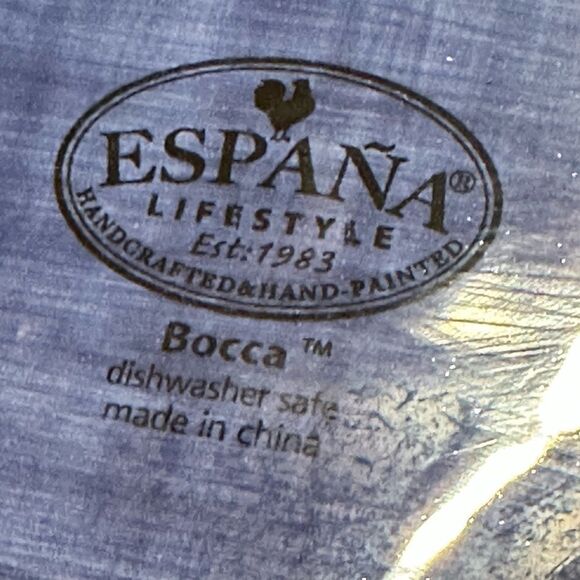 ESPAÑA®
LIFESTYLE
Est:1983
HANDCRAFTED&HAND-PAINTED
Bocca™
dishwasher safe
made in china